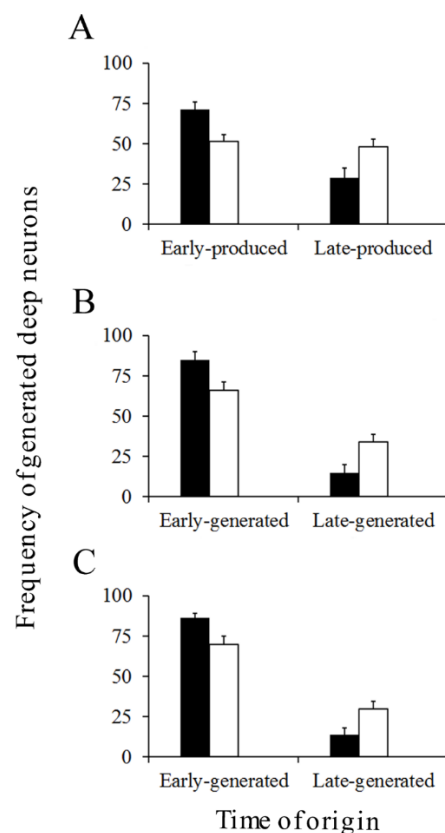 Frequency of generated deep neurons
A
100
75
50
25
0
Early-produced Late-produced
B
100
75
50
25
0
Early-generated Late-generated
C
100
75
50
25
0
Early-generated Late-generated
Time of origin